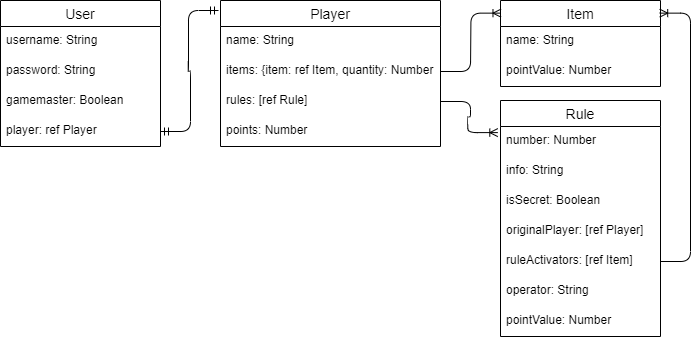 User
username: String
password: String
gamemaster: Boolean
player: ref Player
Player
name: String
items: {item: ref Item, quantity: Number
rules: [ref Rule]
points: Number
Item
name: String
pointValue: Number
Rule
number: Number
info: String
isSecret: Boolean
originalPlayer: [ref Player]
ruleActivators: [ref Item]
operator: String
pointValue: Number